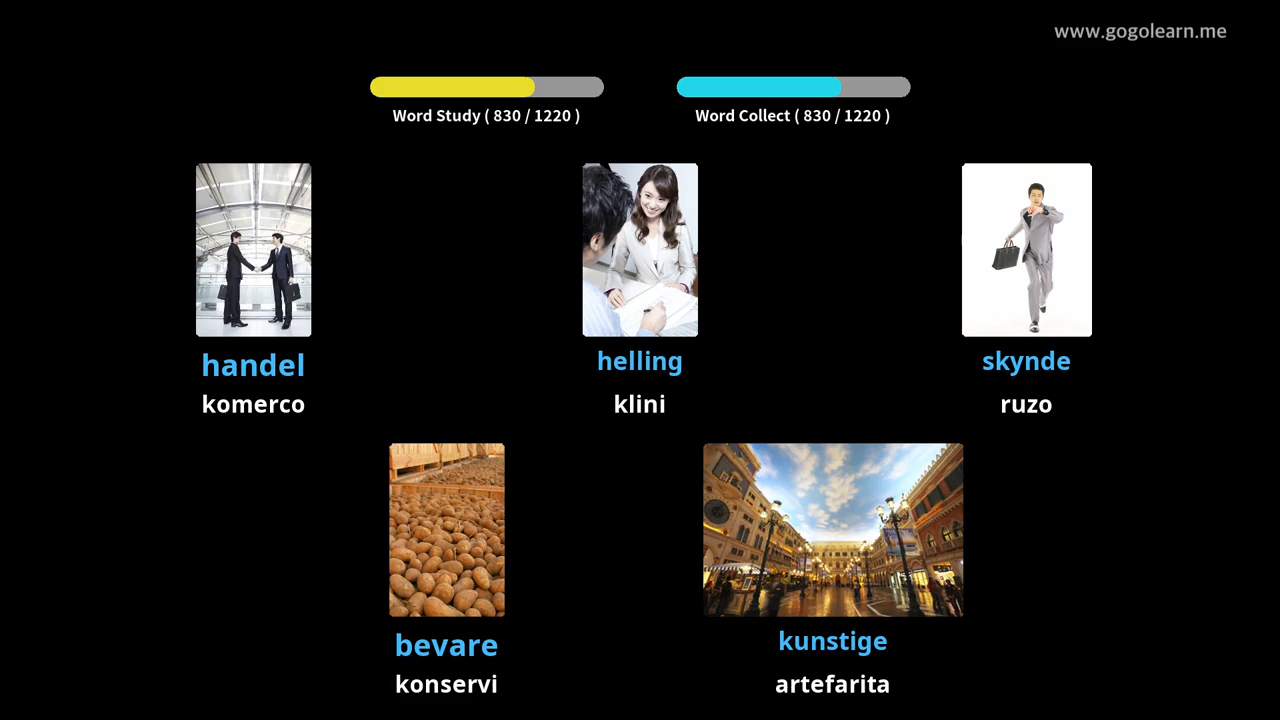 www.gogolearn.me
Word Study ( 830 / 1220 )
Word Collect ( 830 / 1220 )
handel
komerco
helling
klini
skynde
ruzo
bevare
konservi
kunstige
artefarita